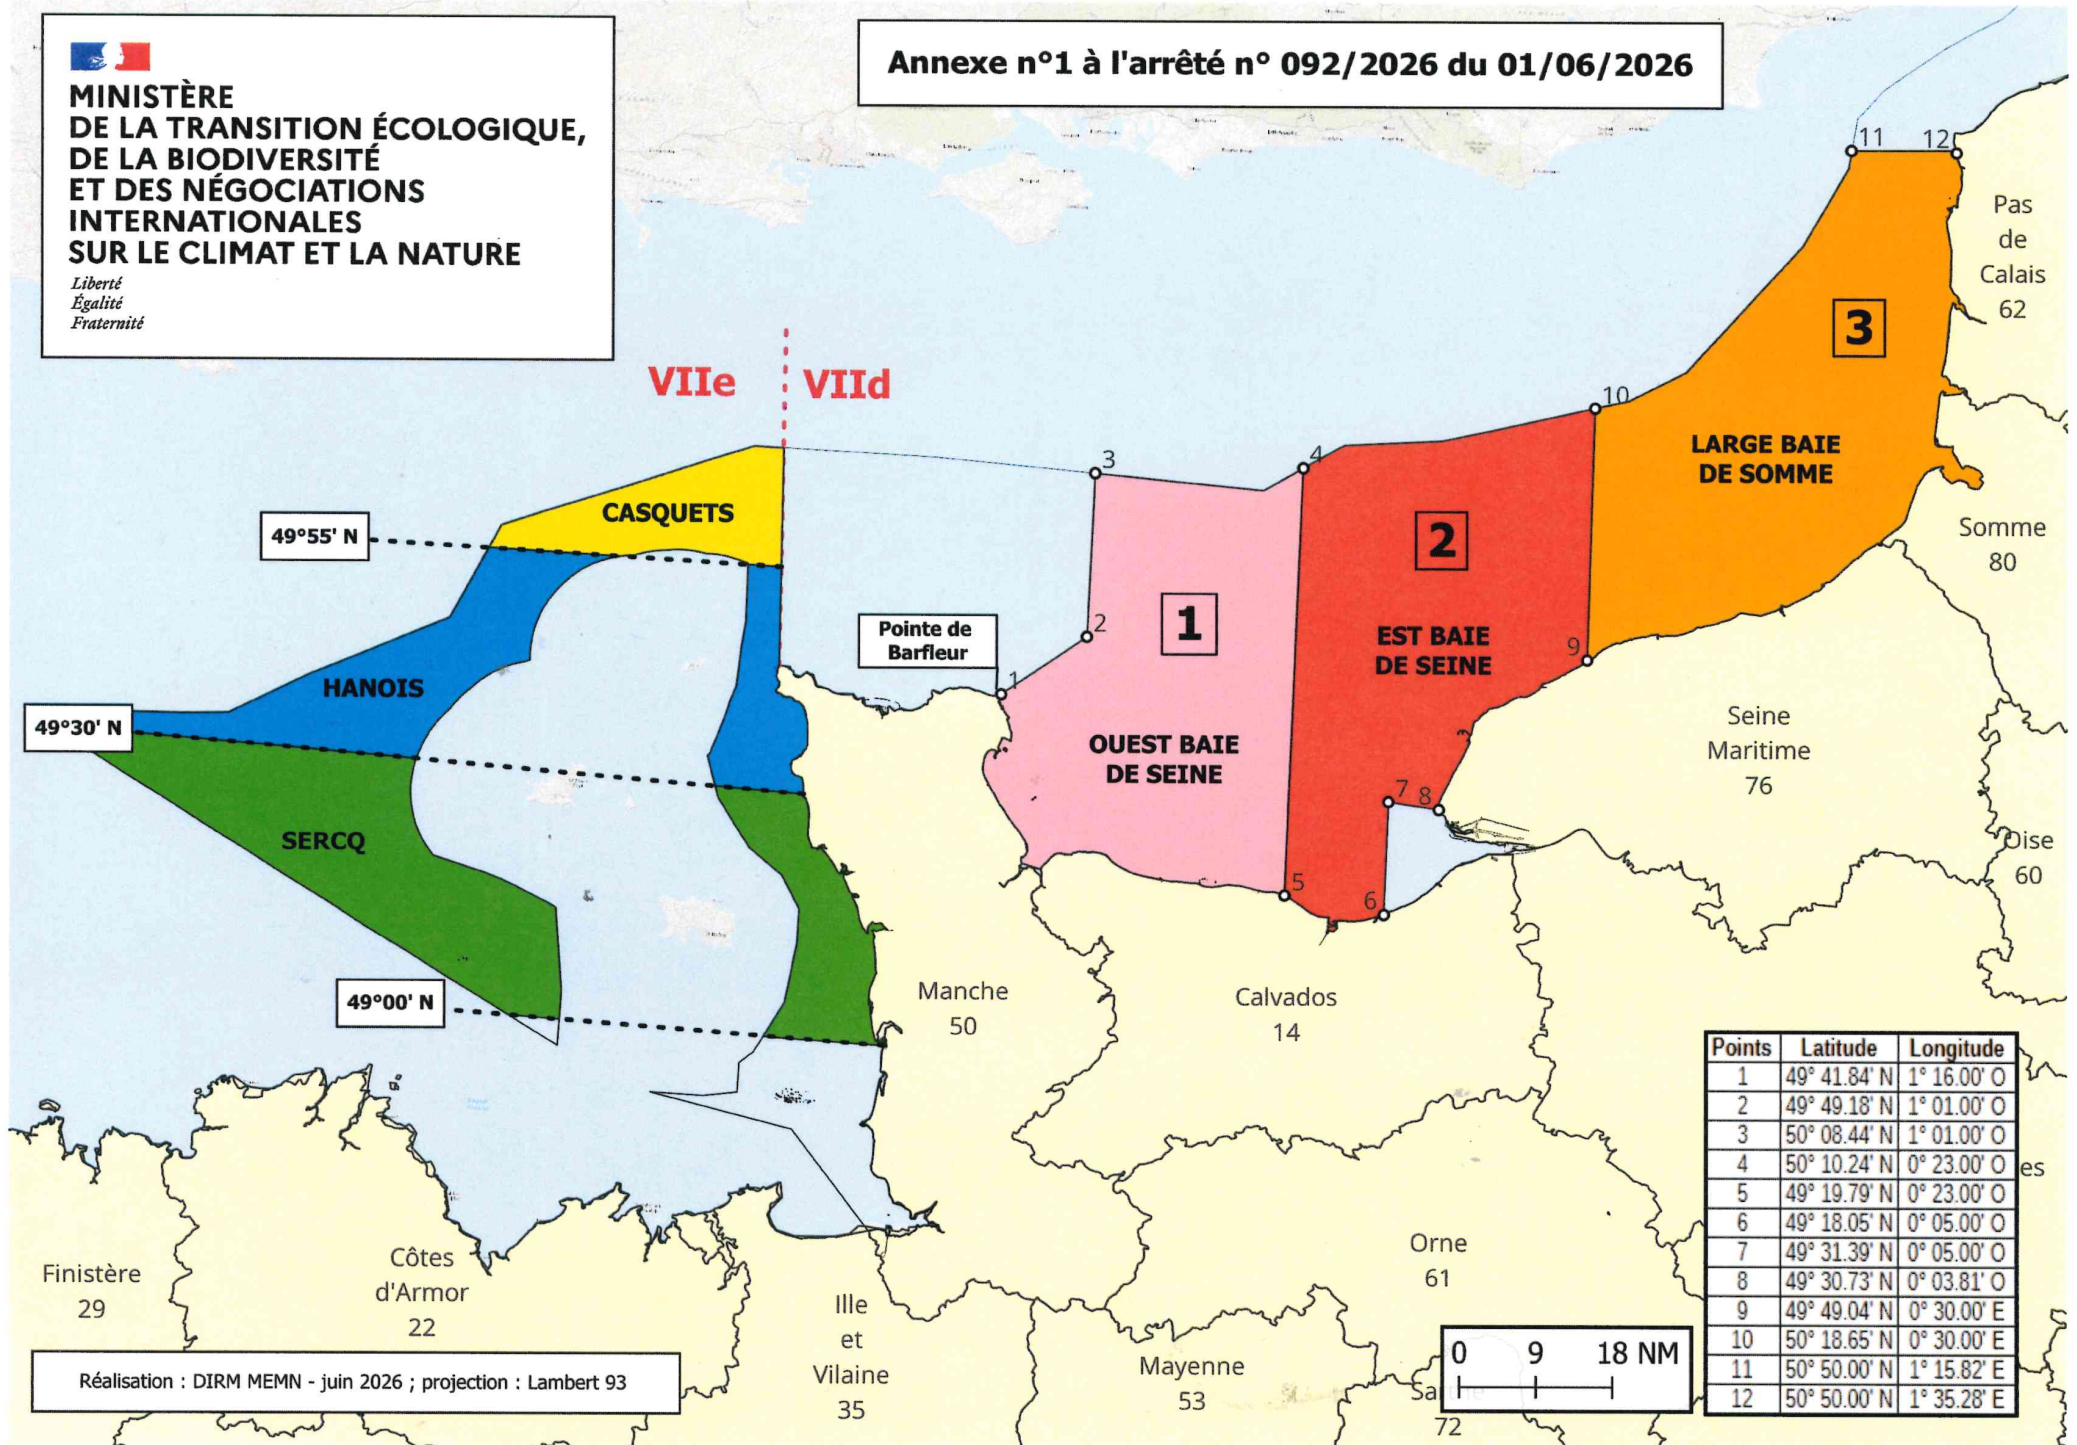 MINISTÈRE
DE LA TRANSITION ÉCOLOGIQUE,
DE LA BIODIVERSITÉ
ET DES NÉGOCIATIONS
INTERNATIONALES
SUR LE CLIMAT ET LA NATURE
Liberté
Égalité
Fraternité
Annexe n°1 à l'arrêté n° 092/2026 du 01/06/2026
11 12
Pas
de
Calais
62
3
VIIe VIId
10
LARGE BAIE
DE SOMME
3 4
CASQUETS
49°55' N
2
Somme
80
1
Pointe de
Barfleur
2
EST BAIE
DE SEINE
9
1
HANOIS
49°30' N
OUEST BAIE
DE SEINE
Seine
Maritime
76
7 8
SERCQ
Oise
60
5
6
49°00' N
Manche
50
Calvados
14
Points Latitude Longitude
1 49° 41.84' N 1° 16.00' O
2 49° 49.18' N 1° 01.00' O
3 50° 08.44' N 1° 01.00' O
4 50° 10.24' N 0° 23.00' O
5 49° 19.79' N 0° 23.00' O
6 49° 18.05' N 0° 05.00' O
7 49° 31.39' N 0° 05.00' O
8 49° 30.73' N 0° 03.81' O
9 49° 49.04' N 0° 30.00' E
10 50° 18.65' N 0° 30.00' E
11 50° 50.00' N 1° 15.82' E
12 50° 50.00' N 1° 35.28' E
es
Finistère
29
Côtes
d'Armor
22
Ille
et
Vilaine
35
Orne
61
Mayenne
53
72
0 9 18 NM
Réalisation : DIRM MEMN - juin 2026 ; projection : Lambert 93